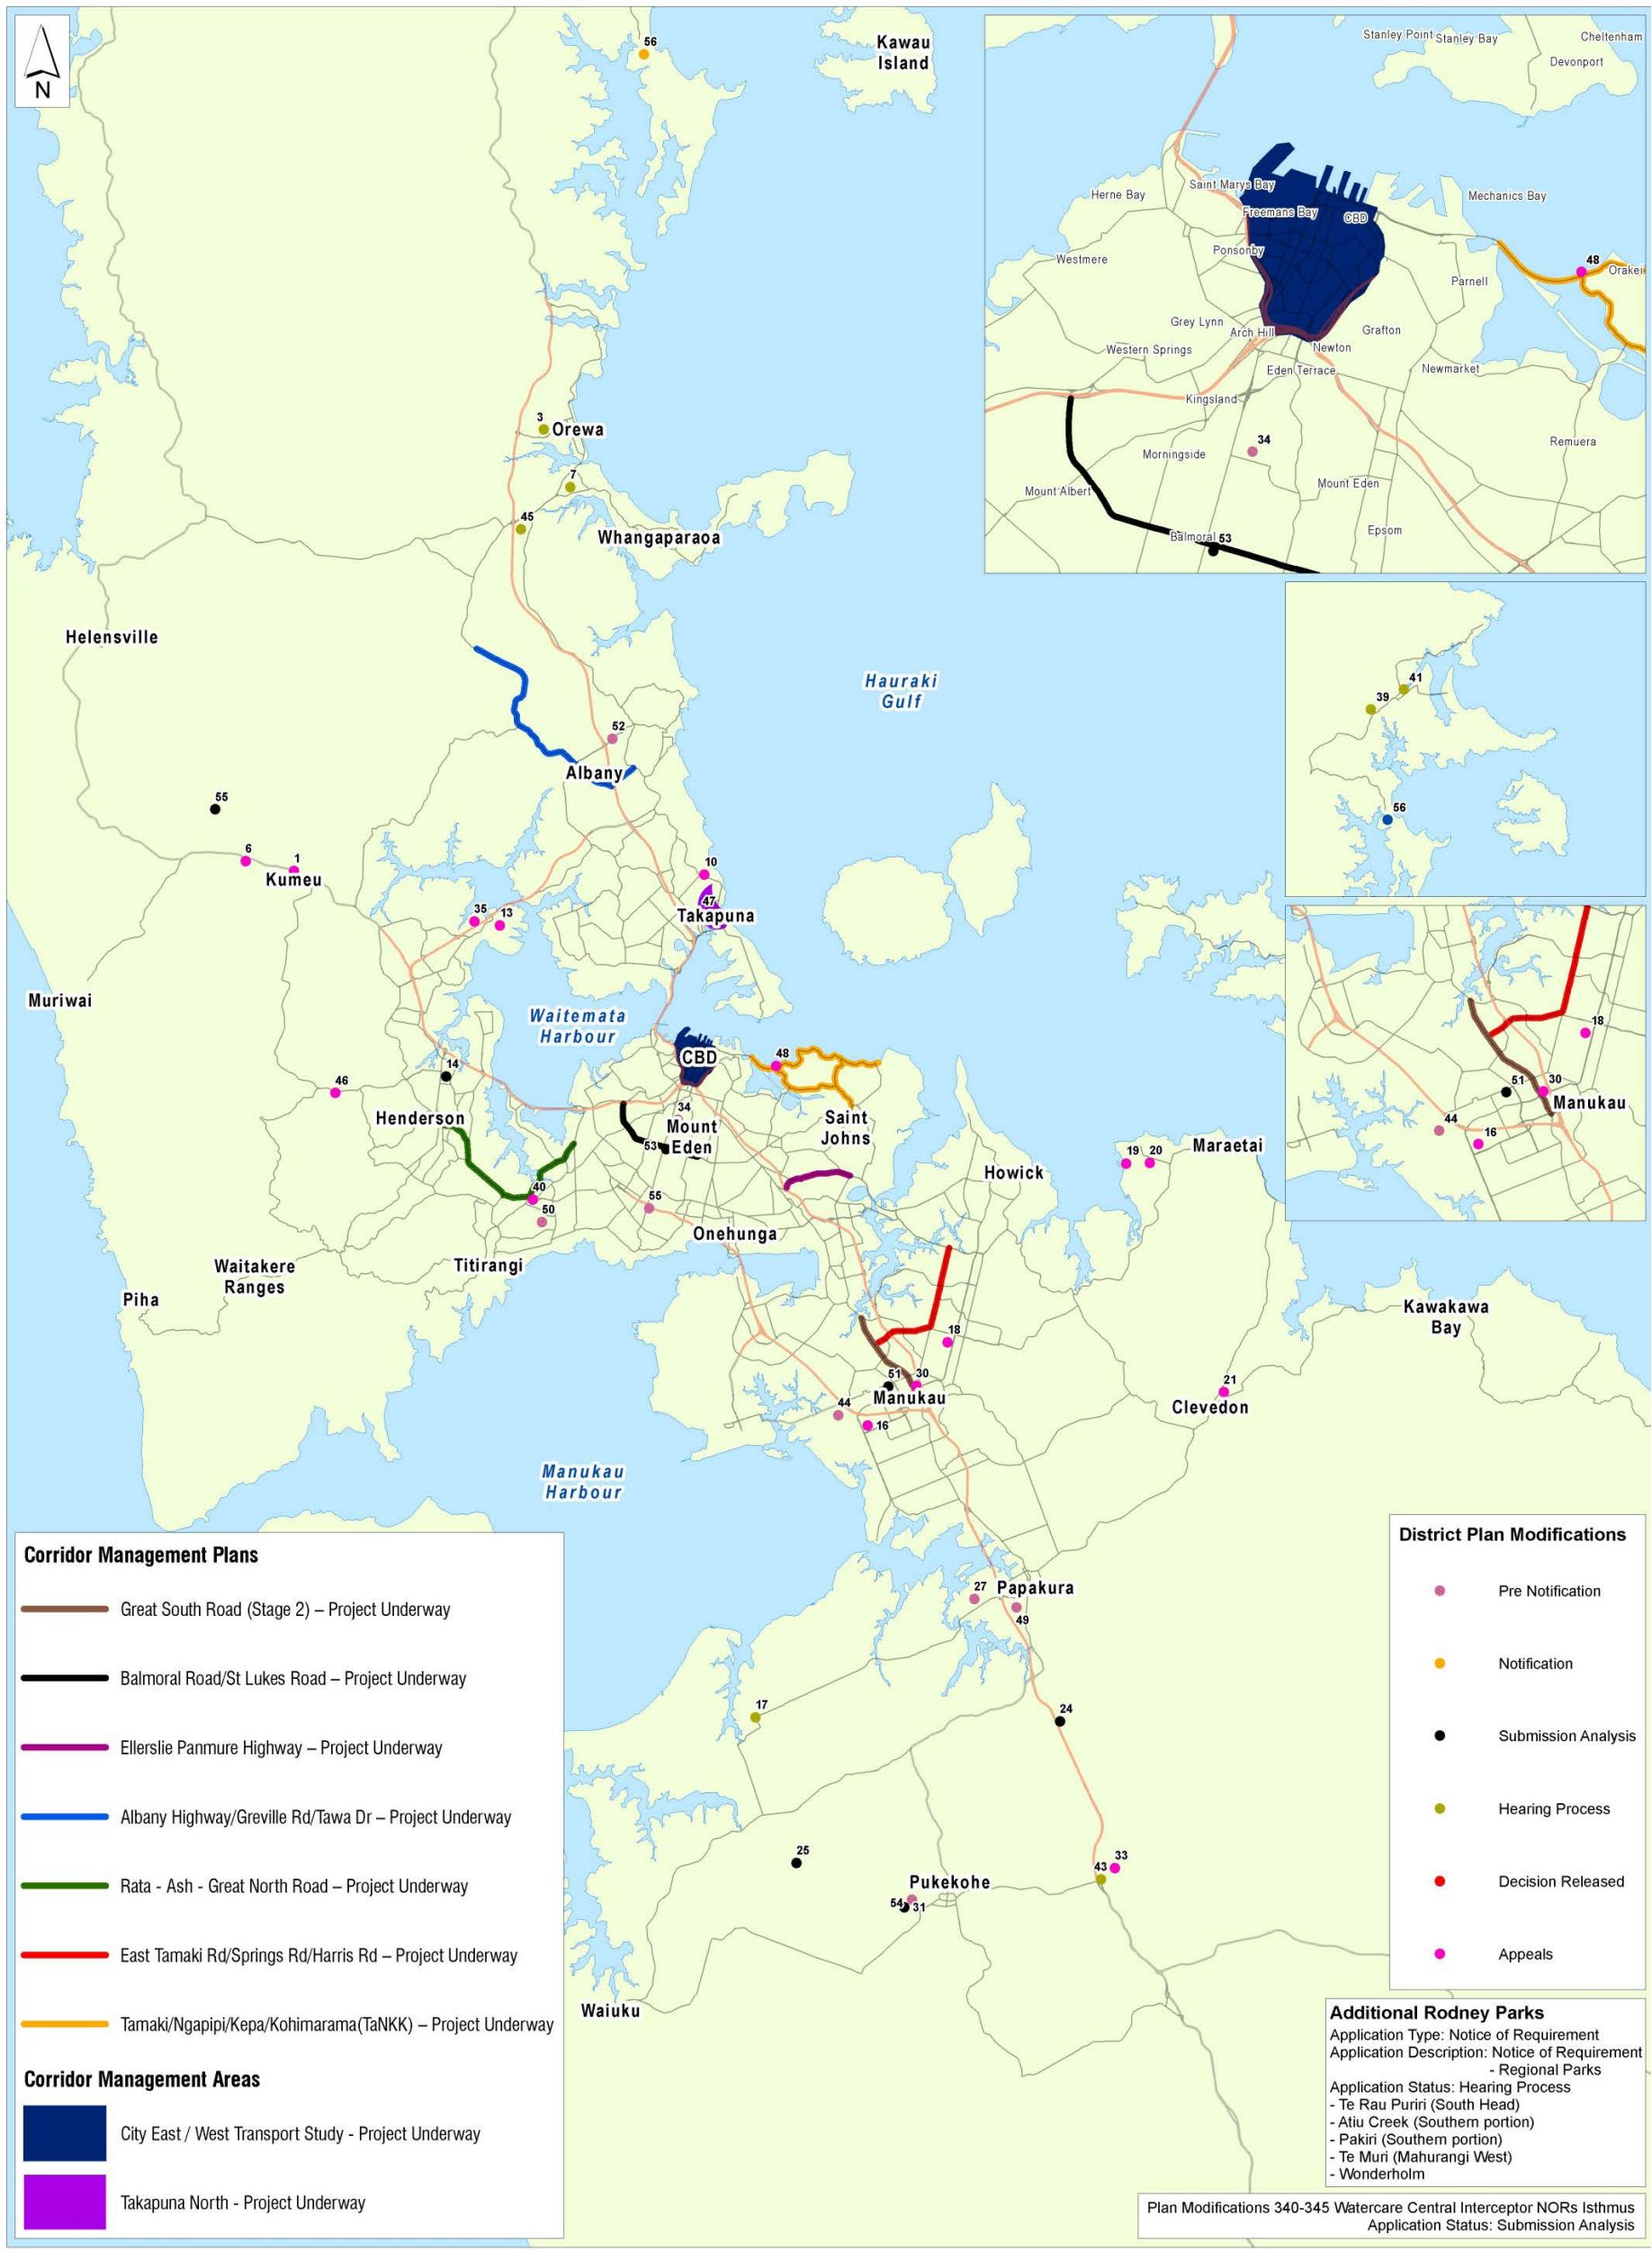 N
56
Kawau
Island
3
Orewa
7
45
Whangaparaoa
Helensville
Hauraki
Gulf
52
Albany
55
6
1
Kumeu
10
47
Takapuna
35
13
Muriwai
Waitemata
Harbour
CBD
48
14
46
Henderson
34
Mount
Eden
53
Saint
Johns
Howick
19
20
Maraetai
40
50
55
Onehunga
Titirangi
Waitakere
Ranges
Piha
Kawakawa
Bay
18
51
30
Manukau
44
16
21
Clevedon
Manukau
Harbour
27
Papakura
49
17
24
25
33
43
Pukekohe
54
31
Waiuku
Stanley Point
Stanley Bay
Cheltenham
Devonport
Herne Bay
Saint Marys Bay
Freemans Bay
CBD
Mechanics Bay
Westmere
Ponsonby
48
Orakei
Parnell
Grey Lynn
Arch Hill
Grafton
Western Springs
Newton
Eden Terrace
Newmarket
Kingsland
34
Morningside
Remuera
Mount Albert
Mount Eden
Balmoral
53
Epsom
41
39
56
18
51
30
Manukau
44
16
Corridor Management Plans
Great South Road (Stage 2) – Project Underway
Balmoral Road/St Lukes Road – Project Underway
Ellerslie Panmure Highway – Project Underway
Albany Highway/Greville Rd/Tawa Dr – Project Underway
Rata - Ash - Great North Road – Project Underway
East Tamaki Rd/Springs Rd/Harris Rd – Project Underway
Tamaki/Ngapipi/Kepa/Kohimarama(TaNKK) – Project Underway
Corridor Management Areas
City East / West Transport Study - Project Underway
Takapuna North - Project Underway
District Plan Modifications
Pre Notification
Notification
Submission Analysis
Hearing Process
Decision Released
Appeals
Additional Rodney Parks
Application Type: Notice of Requirement
Application Description: Notice of Requirement
- Regional Parks
Application Status: Hearing Process
- Te Rau Puriri (South Head)
- Atiu Creek (Southern portion)
- Pakiri (Southern portion)
- Te Muri (Mahurangi West)
- Wonderholm
Plan Modifications 340-345 Watercare Central Interceptor NORs Isthmus
Application Status: Submission Analysis